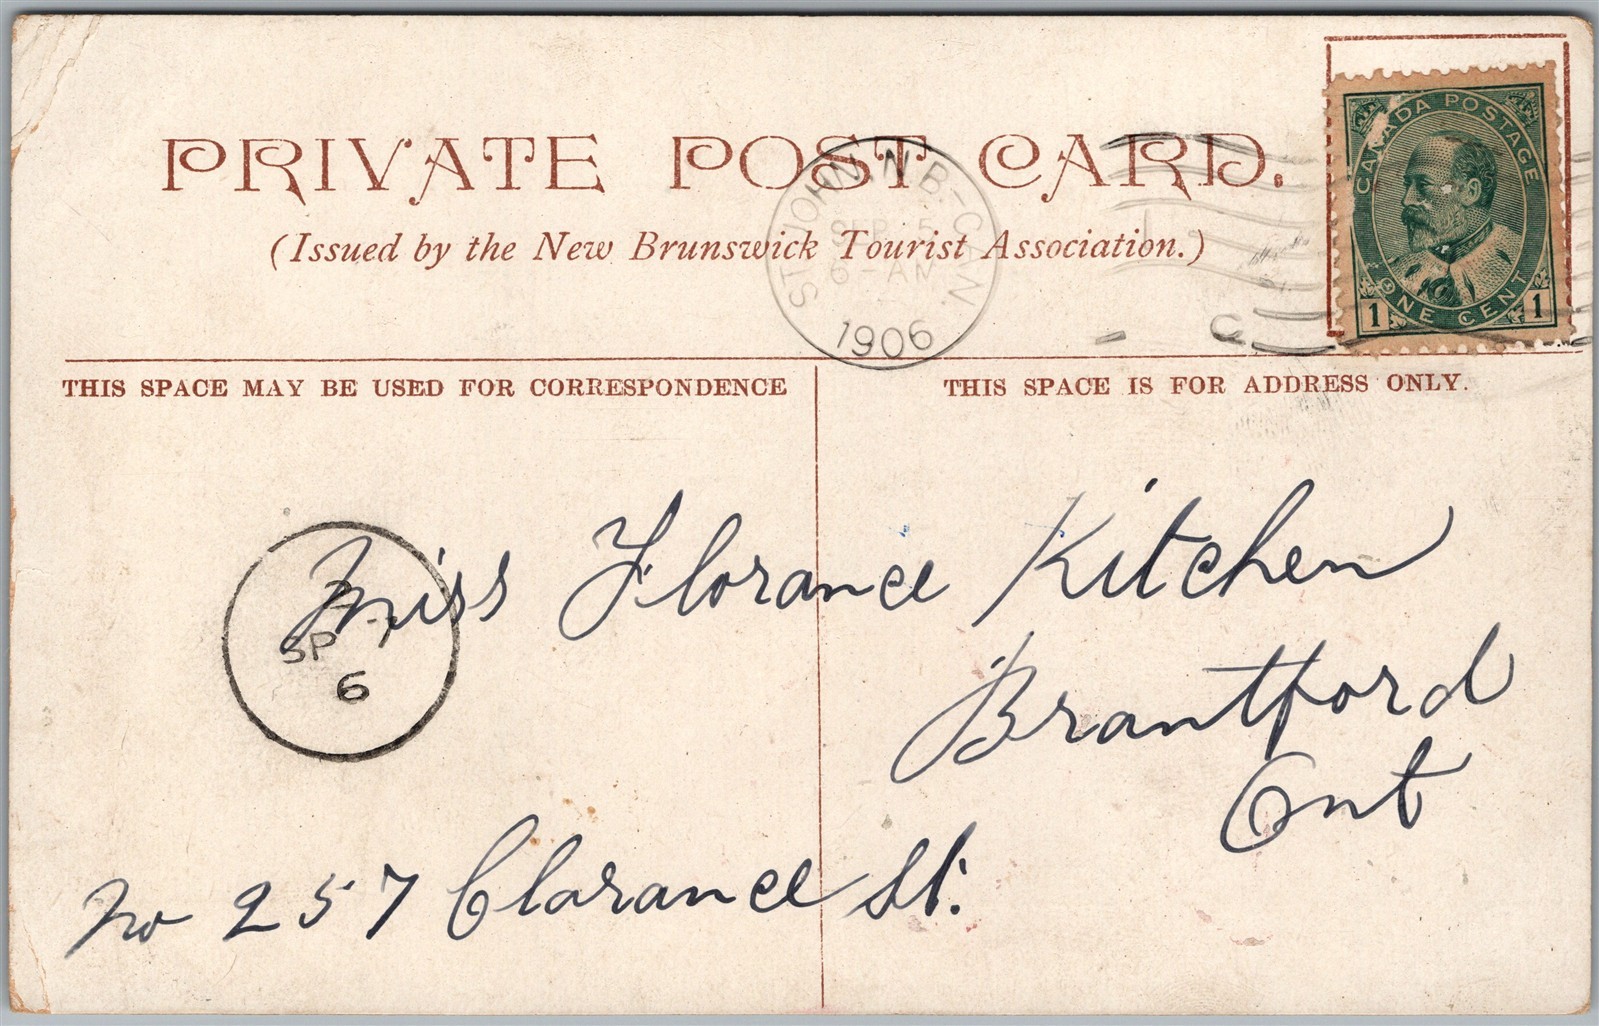 PRIVATE POST CARD.
(Issued by the New Brunswick Tourist Association.)
ST. JOHN, N.B.-CAN.
SEP 5
6-AM
1906
CANADA POSTAGE
1 ONE CENT 1
THIS SPACE MAY BE USED FOR CORRESPONDENCE
THIS SPACE IS FOR ADDRESS ONLY.
Miss Florance Kitchen
Brantford
Ont
No 257 Clarance St.
SP 7
6